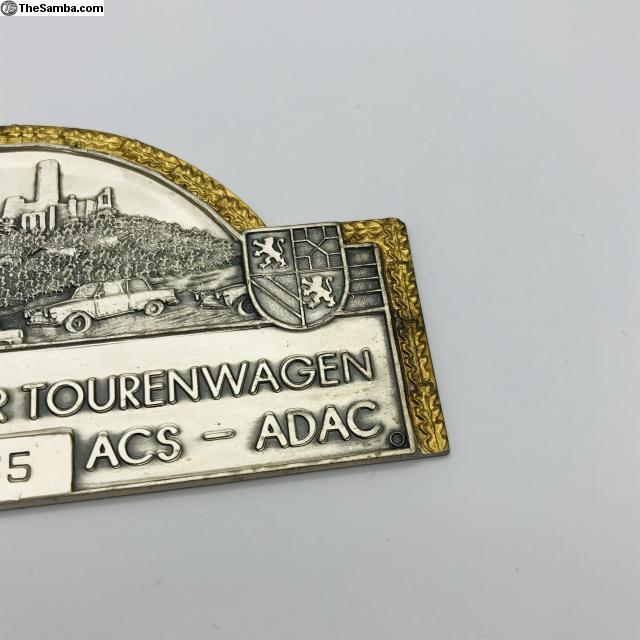 TheSamba.com
R TOURENWAGEN
5 ACS – ADAC